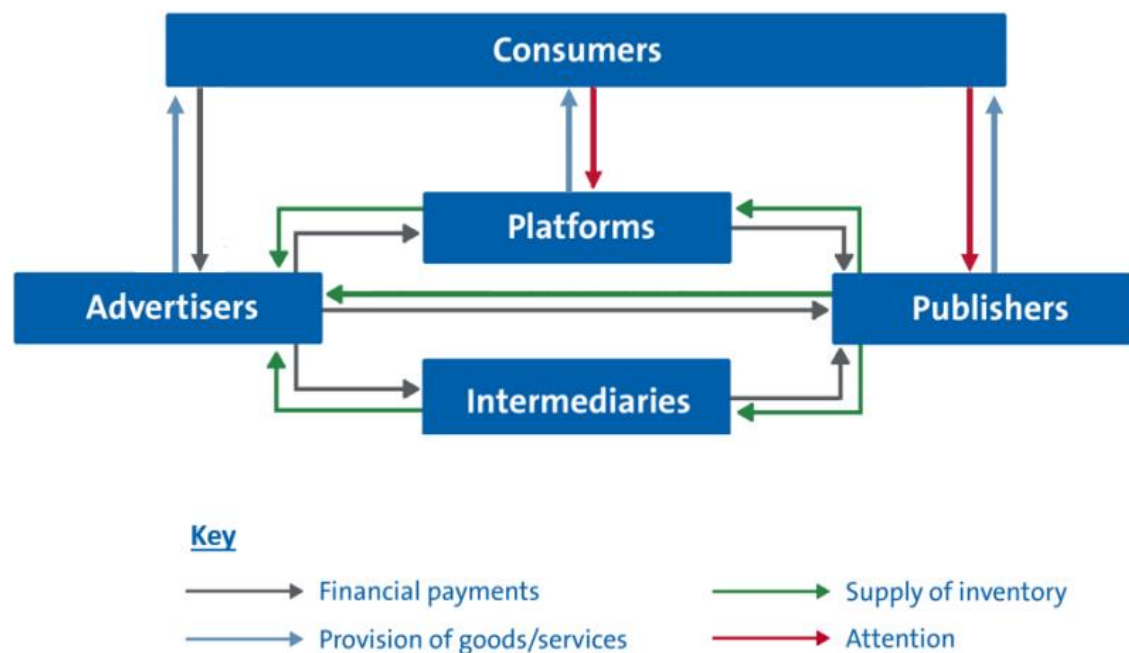 Consumers
Platforms
Advertisers
Publishers
Intermediaries
Key
Financial payments
Supply of inventory
Provision of goods/services
Attention